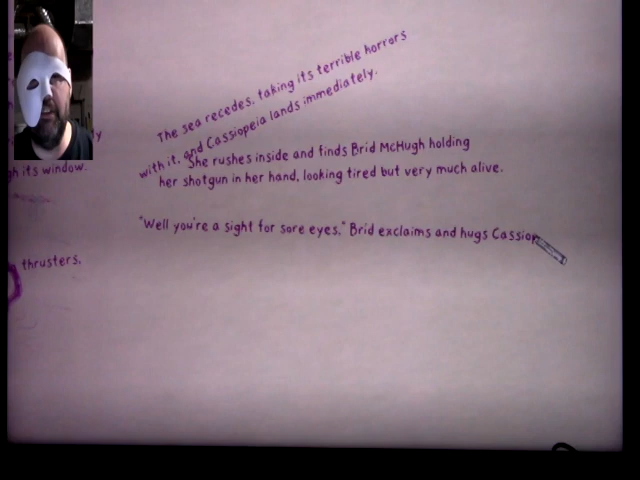 The sea recedes, taking its terrible horrors
with it, and Cassiopeia lands immediately.
She rushes inside and finds Brid McHugh holding
her shotgun in her hand, looking tired but very much alive.
"Well you're a sight for sore eyes." Brid exclaims and hugs Cassiop
its window.
thrusters.